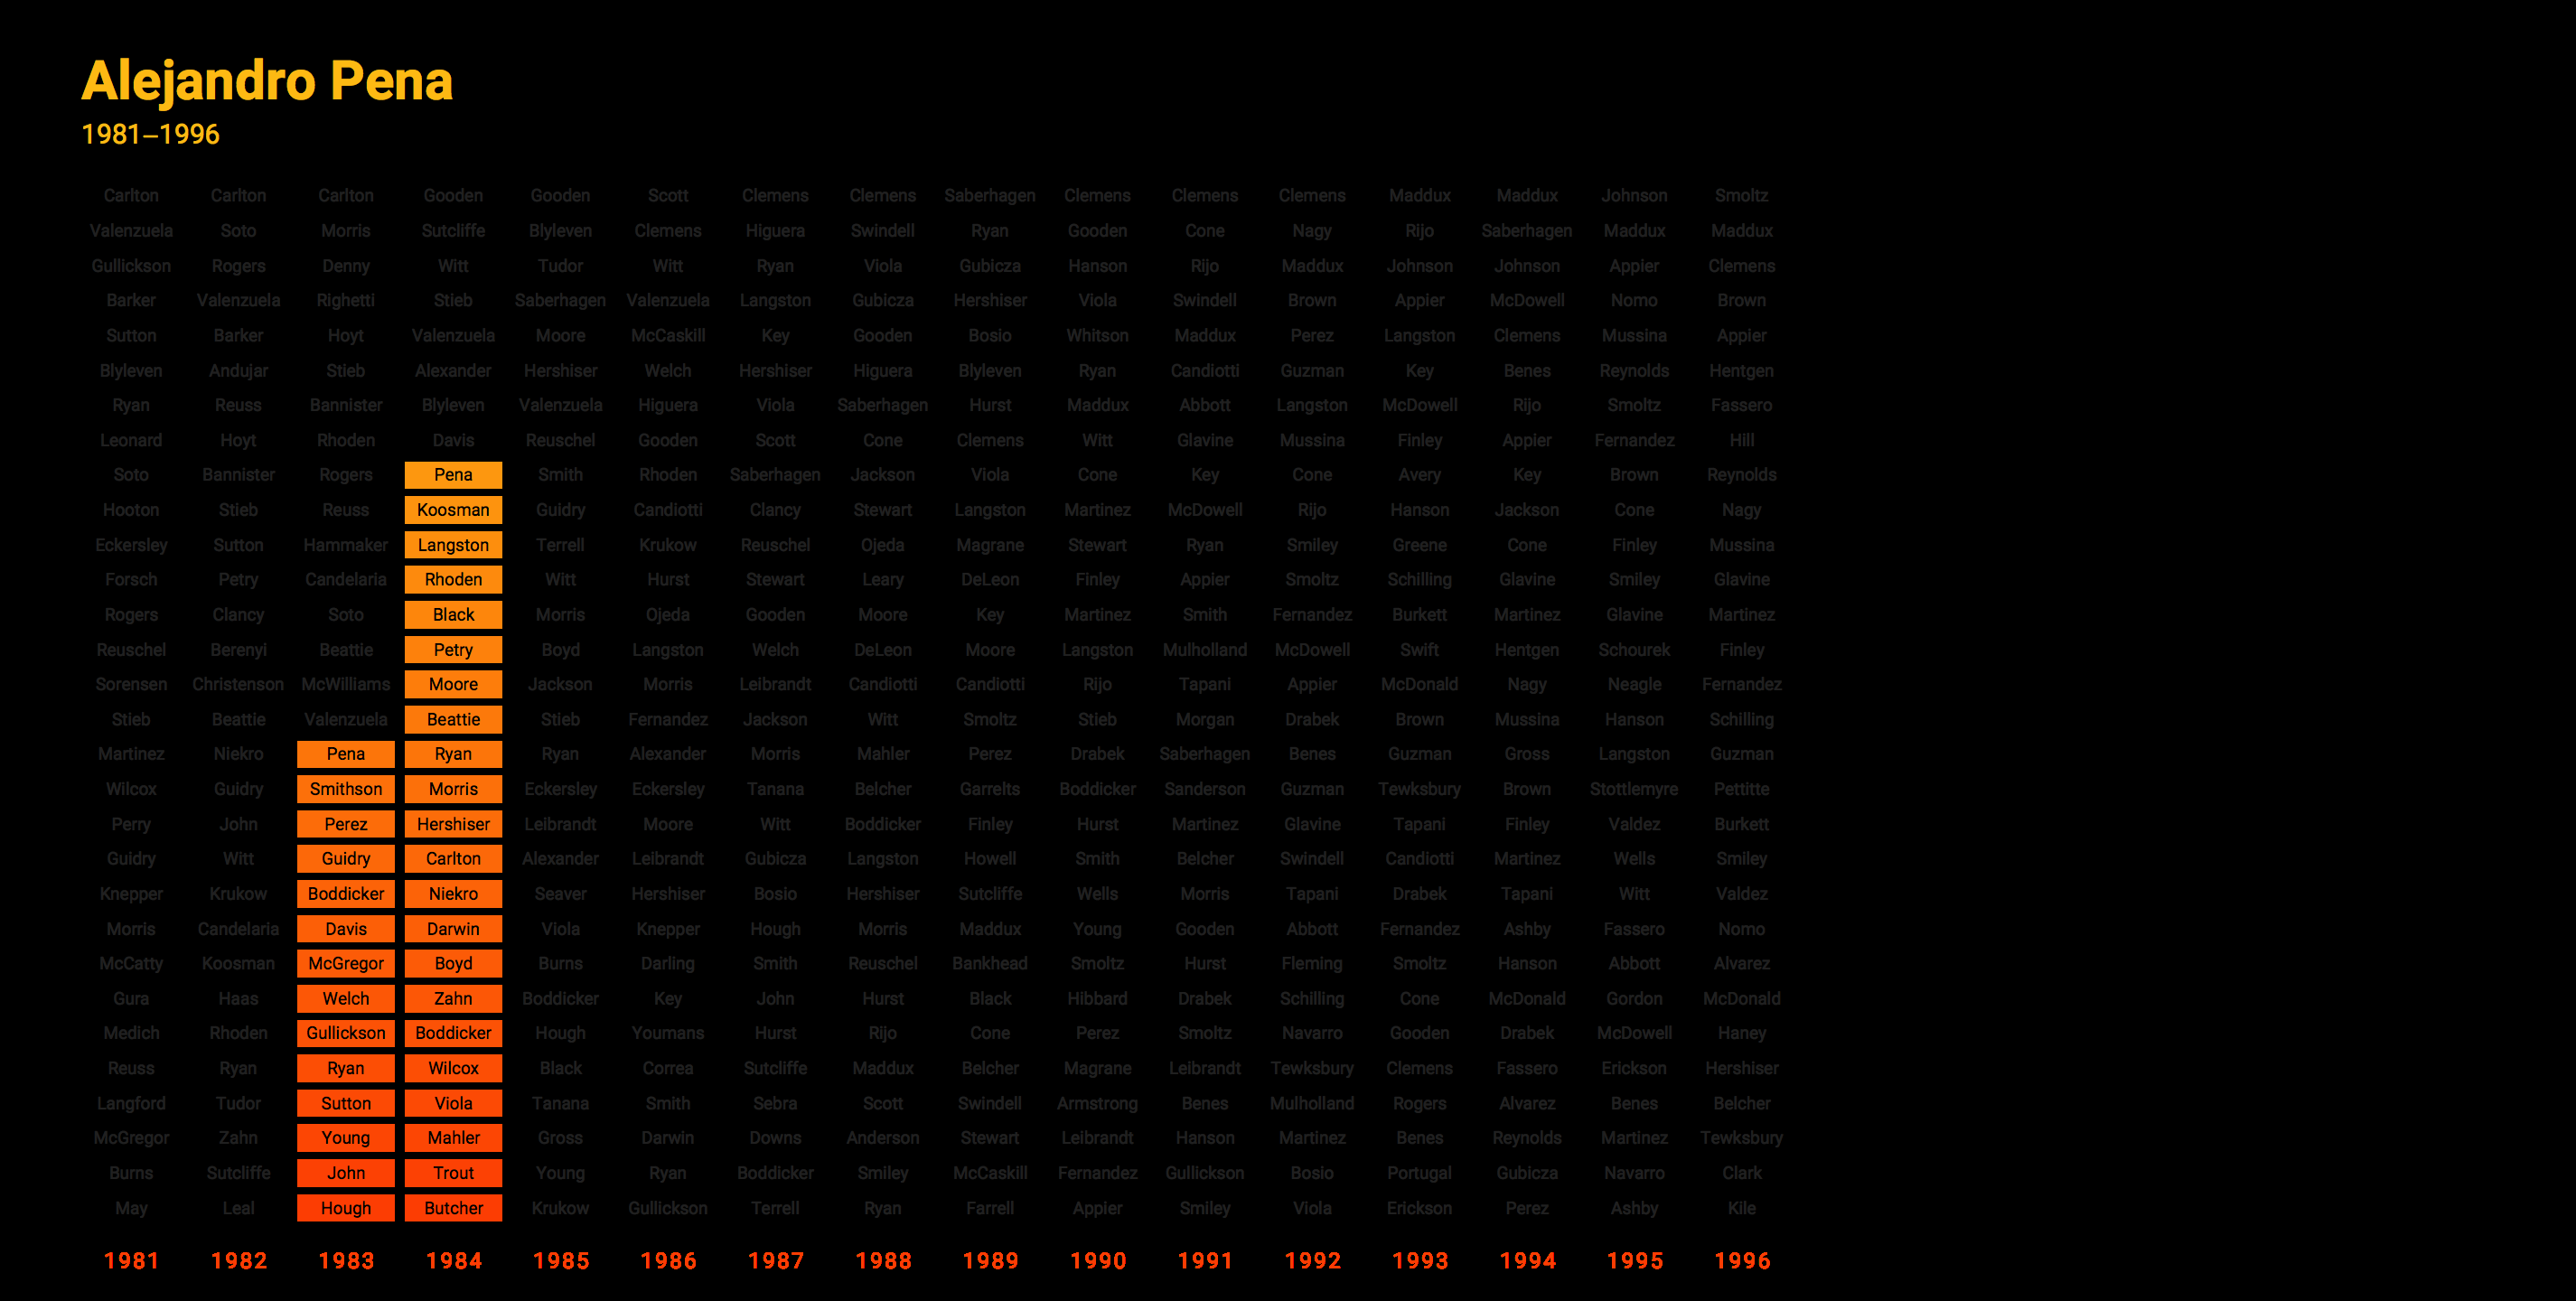 Alejandro Pena
1981–1996
Carlton Carlton Carlton Gooden Gooden Scott Clemens Clemens Saberhagen Clemens Clemens Clemens Maddux Maddux Johnson Smoltz
Valenzuela Soto Morris Sutcliffe Blyleven Clemens Higuera Swindell Ryan Gooden Cone Nagy Rijo Saberhagen Maddux Maddux
Gullickson Rogers Denny Witt Tudor Witt Ryan Viola Gubicza Hanson Rijo Maddux Johnson Johnson Appier Clemens
Barker Valenzuela Righetti Stieb Saberhagen Valenzuela Langston Gubicza Hershiser Viola Swindell Brown Appier McDowell Nomo Brown
Sutton Barker Hoyt Valenzuela Moore McCaskill Key Gooden Bosio Whitson Maddux Perez Langston Clemens Mussina Appier
Blyleven Andujar Stieb Alexander Hershiser Welch Hershiser Higuera Blyleven Ryan Candiotti Guzman Key Benes Reynolds Hentgen
Ryan Reuss Bannister Blyleven Valenzuela Higuera Viola Saberhagen Hurst Maddux Abbott Langston McDowell Rijo Smoltz Fassero
Leonard Hoyt Rhoden Davis Reuschel Gooden Scott Cone Clemens Witt Glavine Mussina Finley Appier Fernandez Hill
Soto Bannister Rogers Pena Smith Rhoden Saberhagen Jackson Viola Cone Key Cone Avery Key Brown Reynolds
Hooton Stieb Reuss Koosman Guidry Candiotti Clancy Stewart Langston Martinez McDowell Rijo Hanson Jackson Cone Nagy
Eckersley Sutton Hammaker Langston Terrell Krukow Reuschel Ojeda Magrane Stewart Ryan Smiley Greene Cone Finley Mussina
Forsch Petry Candelaria Rhoden Witt Hurst Stewart Leary DeLeon Finley Appier Smoltz Schilling Glavine Smiley Glavine
Rogers Clancy Soto Black Morris Ojeda Gooden Moore Key Martinez Smith Fernandez Burkett Martinez Glavine Martinez
Reuschel Berenyi Beattie Petry Boyd Langston Welch DeLeon Moore Langston Mulholland McDowell Swift Hentgen Schourek Finley
Sorensen Christenson McWilliams Moore Jackson Morris Leibrandt Candiotti Candiotti Rijo Tapani Appier McDonald Nagy Neagle Fernandez
Stieb Beattie Valenzuela Beattie Stieb Fernandez Jackson Witt Smoltz Stieb Morgan Drabek Brown Mussina Hanson Schilling
Martinez Niekro Pena Ryan Ryan Alexander Morris Mahler Perez Drabek Saberhagen Benes Guzman Gross Langston Guzman
Wilcox Guidry Smithson Morris Eckersley Eckersley Tanana Belcher Garrelts Boddicker Sanderson Guzman Tewksbury Brown Stottlemyre Pettitte
Perry John Perez Hershiser Leibrandt Moore Witt Boddicker Finley Hurst Martinez Glavine Tapani Finley Valdez Burkett
Guidry Witt Guidry Carlton Alexander Leibrandt Gubicza Langston Howell Smith Belcher Swindell Candiotti Martinez Wells Smiley
Knepper Krukow Boddicker Niekro Seaver Hershiser Bosio Hershiser Sutcliffe Wells Morris Tapani Drabek Tapani Witt Valdez
Morris Candelaria Davis Darwin Viola Knepper Hough Morris Maddux Young Gooden Abbott Fernandez Ashby Fassero Nomo
McCatty Koosman McGregor Boyd Burns Darling Smith Reuschel Bankhead Smoltz Hurst Fleming Smoltz Hanson Abbott Alvarez
Gura Haas Welch Zahn Boddicker Key John Hurst Black Hibbard Drabek Schilling Cone McDonald Gordon McDonald
Medich Rhoden Gullickson Boddicker Hough Youmans Hurst Rijo Cone Perez Smoltz Navarro Gooden Drabek McDowell Haney
Reuss Ryan Ryan Wilcox Black Correa Sutcliffe Maddux Belcher Magrane Leibrandt Tewksbury Clemens Fassero Erickson Hershiser
Langford Tudor Sutton Viola Tanana Smith Sebra Scott Swindell Armstrong Benes Mulholland Rogers Alvarez Benes Belcher
McGregor Zahn Young Mahler Gross Darwin Downs Anderson Stewart Leibrandt Hanson Martinez Benes Reynolds Martinez Tewksbury
Burns Sutcliffe John Trout Young Ryan Boddicker Smiley McCaskill Fernandez Gullickson Bosio Portugal Gubicza Navarro Clark
May Leal Hough Butcher Krukow Gullickson Terrell Ryan Farrell Appier Smiley Viola Erickson Perez Ashby Kile
1981 1982 1983 1984 1985 1986 1987 1988 1989 1990 1991 1992 1993 1994 1995 1996